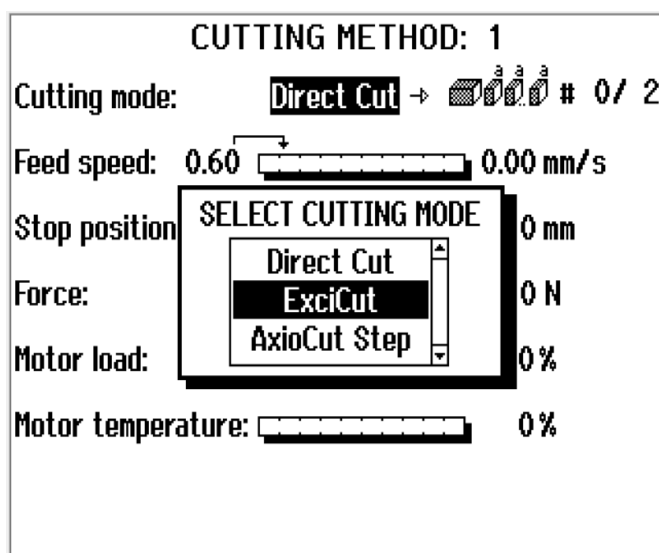 CUTTING METHOD: 1
Cutting mode: Direct Cut → a a a # 0/ 2
Feed speed: 0.60 0.00 mm/s
Stop position 0 mm
SELECT CUTTING MODE
Direct Cut
ExciCut
AxioCut Step
Force: 0 N
Motor load: 0 %
Motor temperature: 0 %